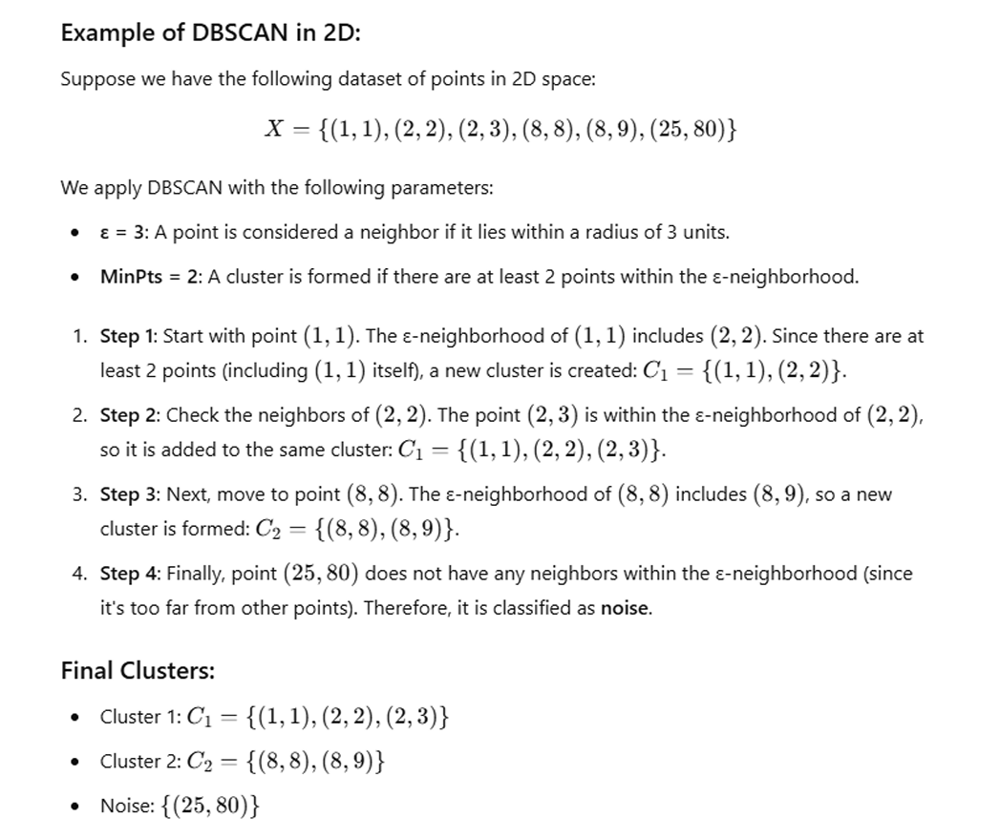 Example of DBSCAN in 2D:
Suppose we have the following dataset of points in 2D space:
X = {(1, 1), (2, 2), (2, 3), (8, 8), (8, 9), (25, 80)}
We apply DBSCAN with the following parameters:
• ε = 3: A point is considered a neighbor if it lies within a radius of 3 units.
• MinPts = 2: A cluster is formed if there are at least 2 points within the ε-neighborhood.
1. Step 1: Start with point (1, 1). The ε-neighborhood of (1, 1) includes (2, 2). Since there are at
least 2 points (including (1, 1) itself), a new cluster is created: C₁ = {(1, 1), (2, 2)}.
2. Step 2: Check the neighbors of (2, 2). The point (2, 3) is within the ε-neighborhood of (2, 2),
so it is added to the same cluster: C₁ = {(1, 1), (2, 2), (2, 3)}.
3. Step 3: Next, move to point (8, 8). The ε-neighborhood of (8, 8) includes (8, 9), so a new
cluster is formed: C₂ = {(8, 8), (8, 9)}.
4. Step 4: Finally, point (25, 80) does not have any neighbors within the ε-neighborhood (since
it's too far from other points). Therefore, it is classified as noise.
Final Clusters:
• Cluster 1: C₁ = {(1, 1), (2, 2), (2, 3)}
• Cluster 2: C₂ = {(8, 8), (8, 9)}
• Noise: {(25, 80)}